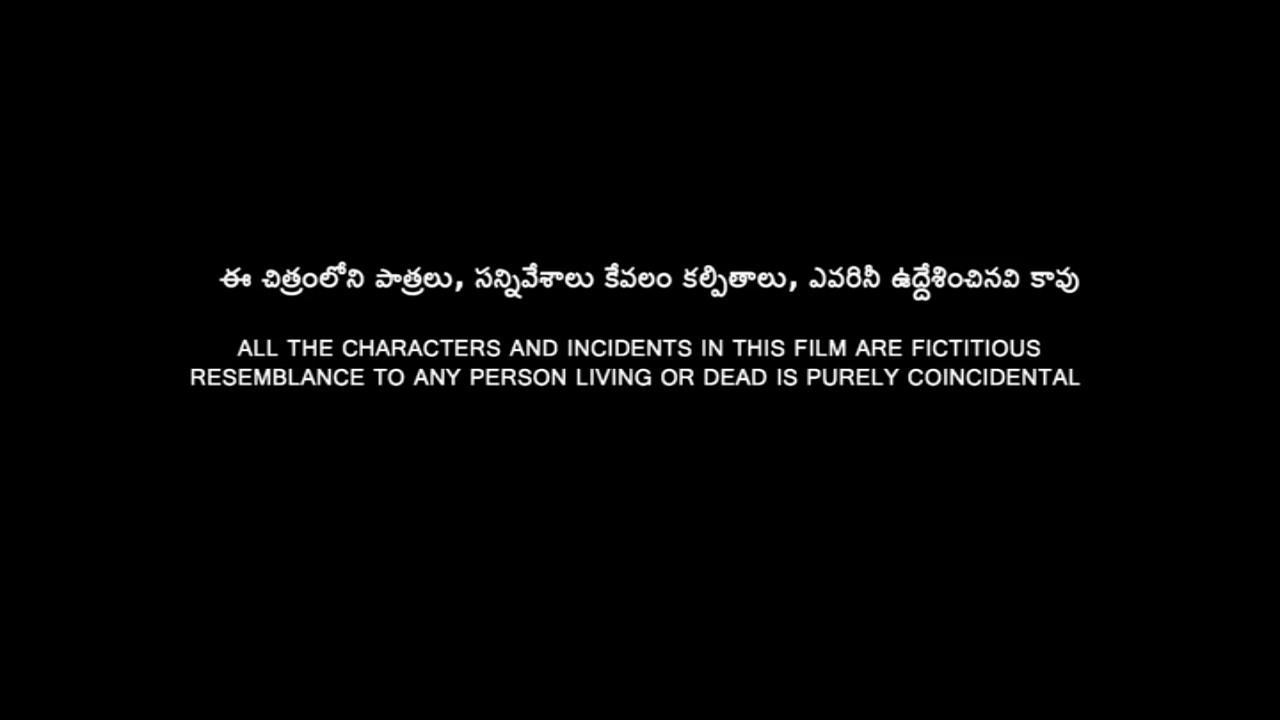 ఈ చిత్రంలోని పాత్రలు, సన్నివేశాలు కేవలం కల్పితాలు, ఎవరినీ ఉద్దేశించినవి కావు
ALL THE CHARACTERS AND INCIDENTS IN THIS FILM ARE FICTITIOUS
RESEMBLANCE TO ANY PERSON LIVING OR DEAD IS PURELY COINCIDENTAL